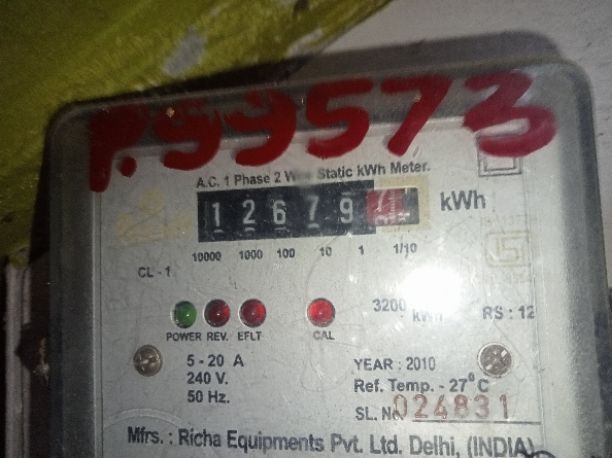 P.59573
A.C. 1 Phase 2 Static kWh Meter.
1 2 6 7 9 kWh
10000 1000 100 10 1 1/10
CL - 1
3200 kWh RS : 12
POWER REV. EFLT CAL
5 - 20 A
240 V.
50 Hz.
YEAR : 2010
Ref. Temp. - 27°C
SL. No. 024831
Mfrs. : Richa Equipments Pvt. Ltd. Delhi, (INDIA)